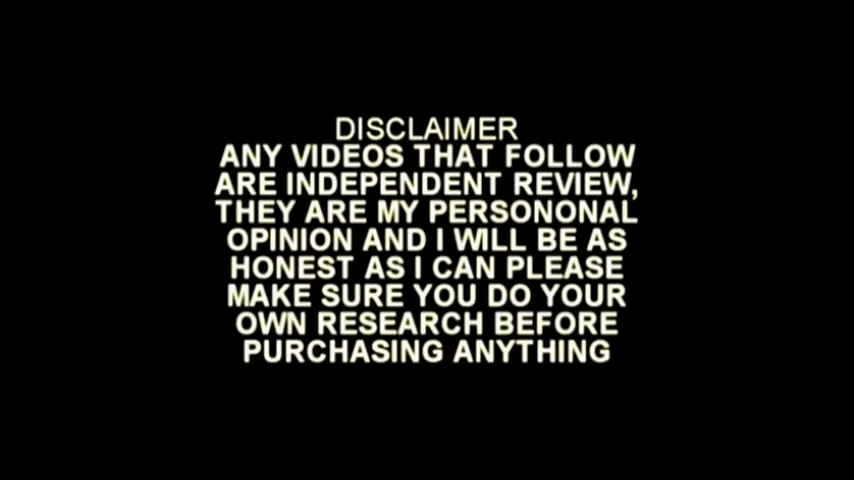 DISCLAIMER
ANY VIDEOS THAT FOLLOW
ARE INDEPENDENT REVIEW,
THEY ARE MY PERSONONAL
OPINION AND I WILL BE AS
HONEST AS I CAN PLEASE
MAKE SURE YOU DO YOUR
OWN RESEARCH BEFORE
PURCHASING ANYTHING